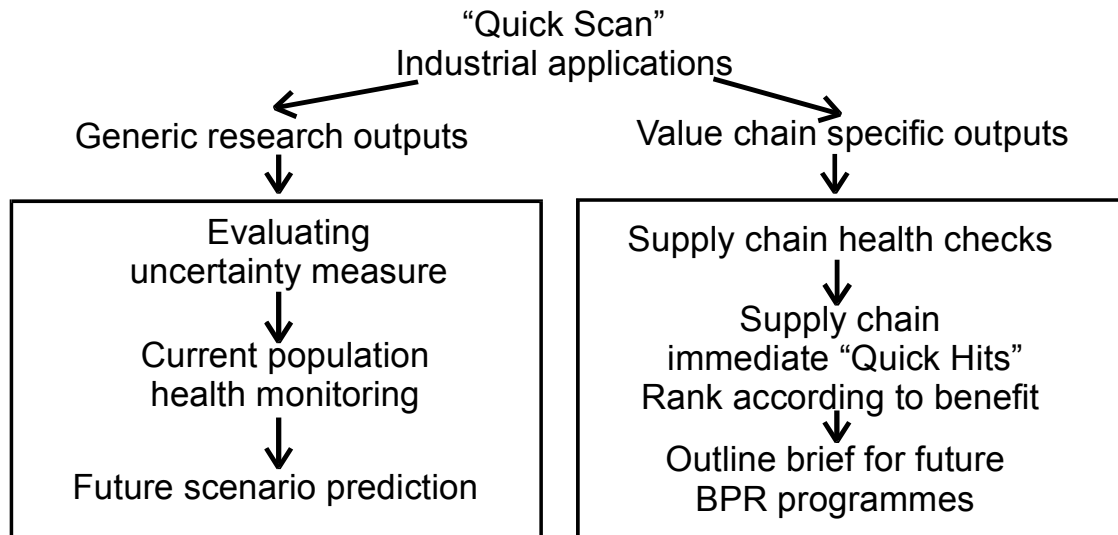 “Quick Scan”
Industrial applications
Generic research outputs
Evaluating
uncertainty measure
Current population
health monitoring
Future scenario prediction
Value chain specific outputs
Supply chain health checks
Supply chain
immediate “Quick Hits”
Rank according to benefit
Outline brief for future
BPR programmes